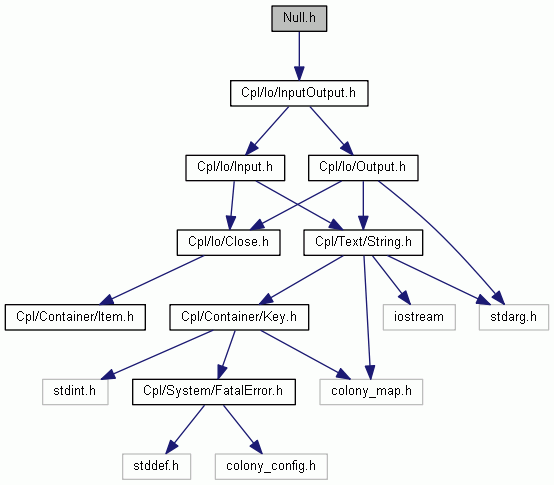 Null.h
Cpl/Io/InputOutput.h
Cpl/Io/Input.h
Cpl/Io/Output.h
Cpl/Io/Close.h
Cpl/Text/String.h
Cpl/Container/Item.h
Cpl/Container/Key.h
iostream
stdarg.h
stdint.h
Cpl/System/FatalError.h
colony_map.h
stddef.h
colony_config.h